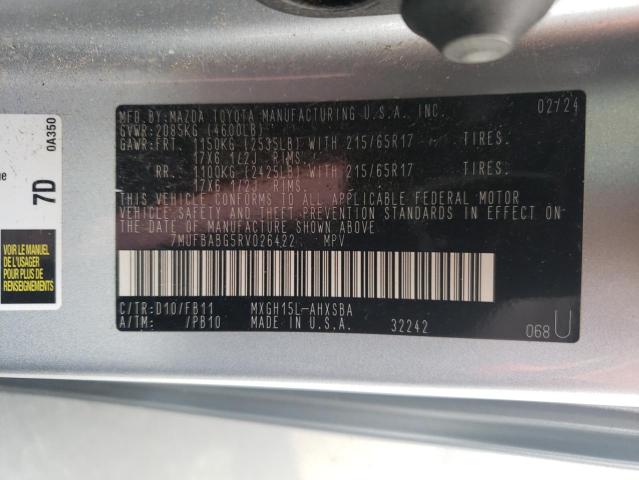 MFD. BY: MAZDA TOYOTA MANUFACTURING U.S.A., INC. 02/24
GVWR: 2085KG (4600LB)
GAWR: FRT. 1150KG (2535LB) WITH 215/65R17 TIRES.
17X6 1/2J RIMS.
RR. 1100KG (2425LB) WITH 215/65R17 TIRES.
17X6 1/2J RIMS.
THIS VEHICLE CONFORMS TO ALL APPLICABLE FEDERAL MOTOR
VEHICLE SAFETY AND THEFT PREVENTION STANDARDS IN EFFECT ON
THE DATE OF MANUFACTURE SHOWN ABOVE.
7MUFBABG5RV026422 MPV
C/TR: D10/FB11 MXGH15L-AHXSBA
A/TM: /PB10 MADE IN U.S.A. 32242
068 U
7D
0A350
VOIR LE MANUEL
DE L'USAGER
POUR PLUS DE
RENSEIGNEMENTS